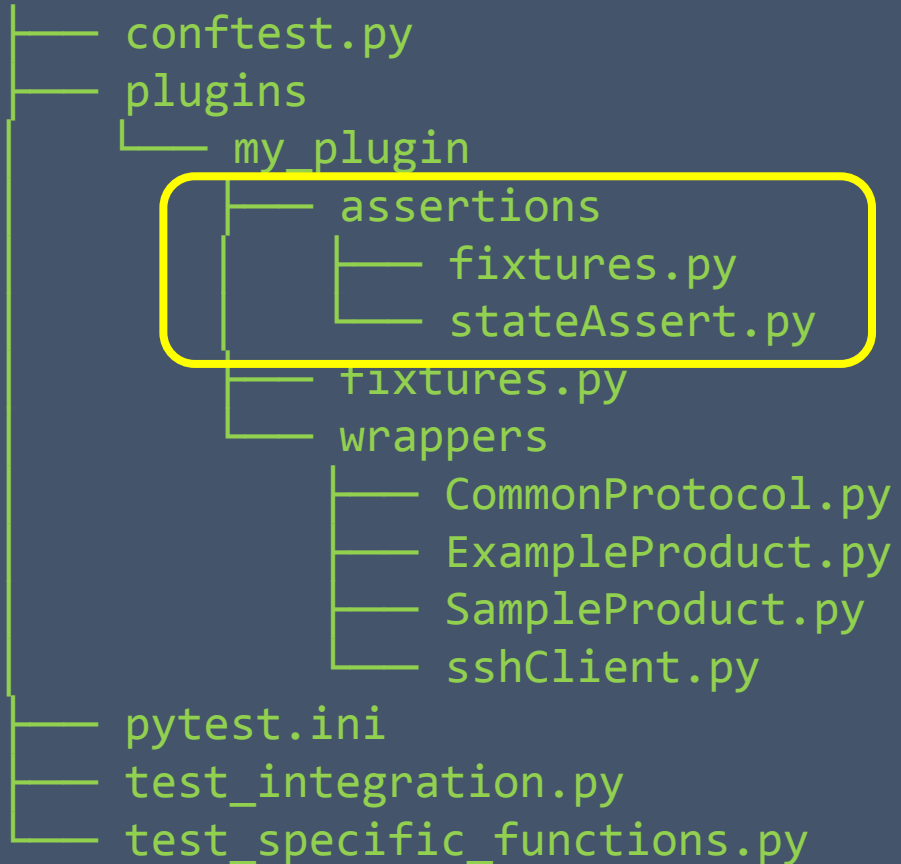 conftest.py
plugins
my_plugin
assertions
fixtures.py
stateAssert.py
fixtures.py
wrappers
CommonProtocol.py
ExampleProduct.py
SampleProduct.py
sshClient.py
pytest.ini
test_integration.py
test_specific_functions.py